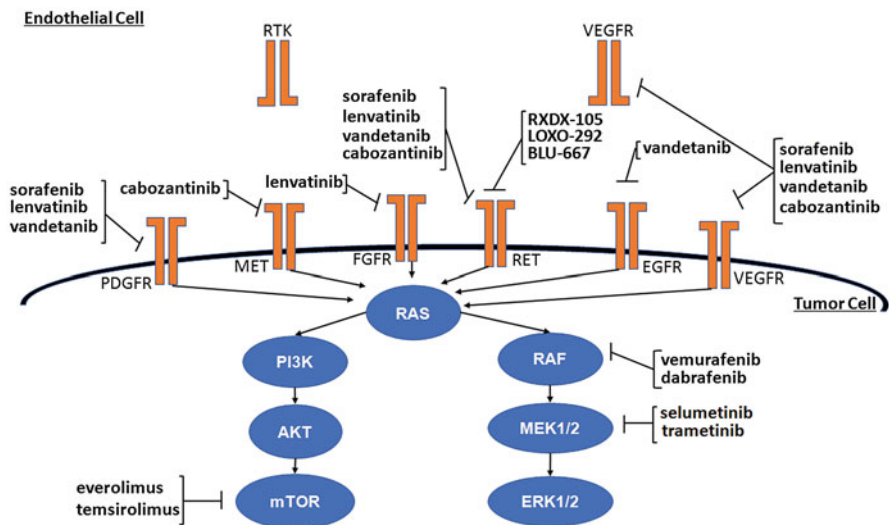 Endothelial Cell
RTK
VEGFR
sorafenib
lenvatinib
vandetanib
cabozantinib
RXDX-105
LOXO-292
BLU-667
vandetanib
sorafenib
lenvatinib
vandetanib
cabozantinib
sorafenib
lenvatinib
vandetanib
cabozantinib
lenvatinib
PDGFR
MET
FGFR
RET
EGFR
VEGFR
Tumor Cell
RAS
PI3K
RAF
vemurafenib
dabrafenib
AKT
MEK1/2
selumetinib
trametinib
everolimus
temsirolimus
mTOR
ERK1/2